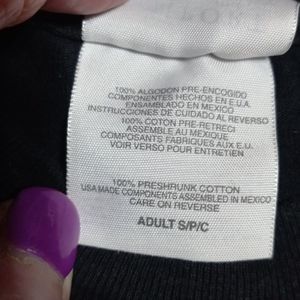 100% ALGODON PRE-ENCOGIDO
COMPONENTES HECHOS EN E.U.A.
ENSAMBLADO EN MEXICO
INSTRUCCIONES DE CUIDADO AL REVERSO
100% COTON PRE-RETRECI
ASSEMBLE AU MEXIQUE
COMPOSANTS FABRIQUES AUX E.U.
VOIR VERSO POUR ENTRETIEN
100% PRESHRUNK COTTON
USA MADE COMPONENTS ASSEMBLED IN MEXICO
CARE ON REVERSE
ADULT S/P/C